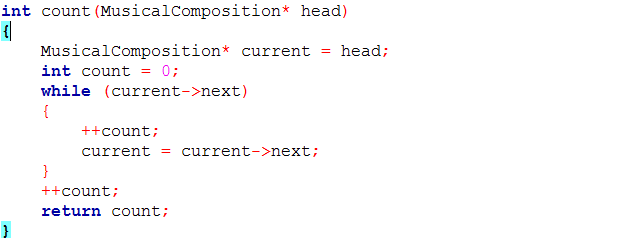 int count(MusicalComposition* head)
{
    MusicalComposition* current = head;
    int count = 0;
    while (current->next)
    {
        ++count;
        current = current->next;
    }
    ++count;
    return count;
}